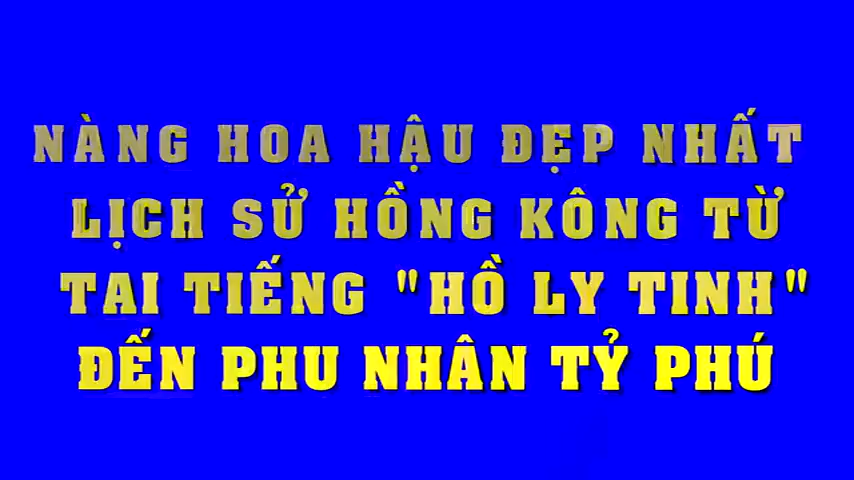 NÀNG HOA HẬU ĐẸP NHẤT
LỊCH SỬ HỒNG KÔNG TỪ
TAI TIẾNG "HỒ LY TINH"
ĐẾN PHU NHÂN TỶ PHÚ